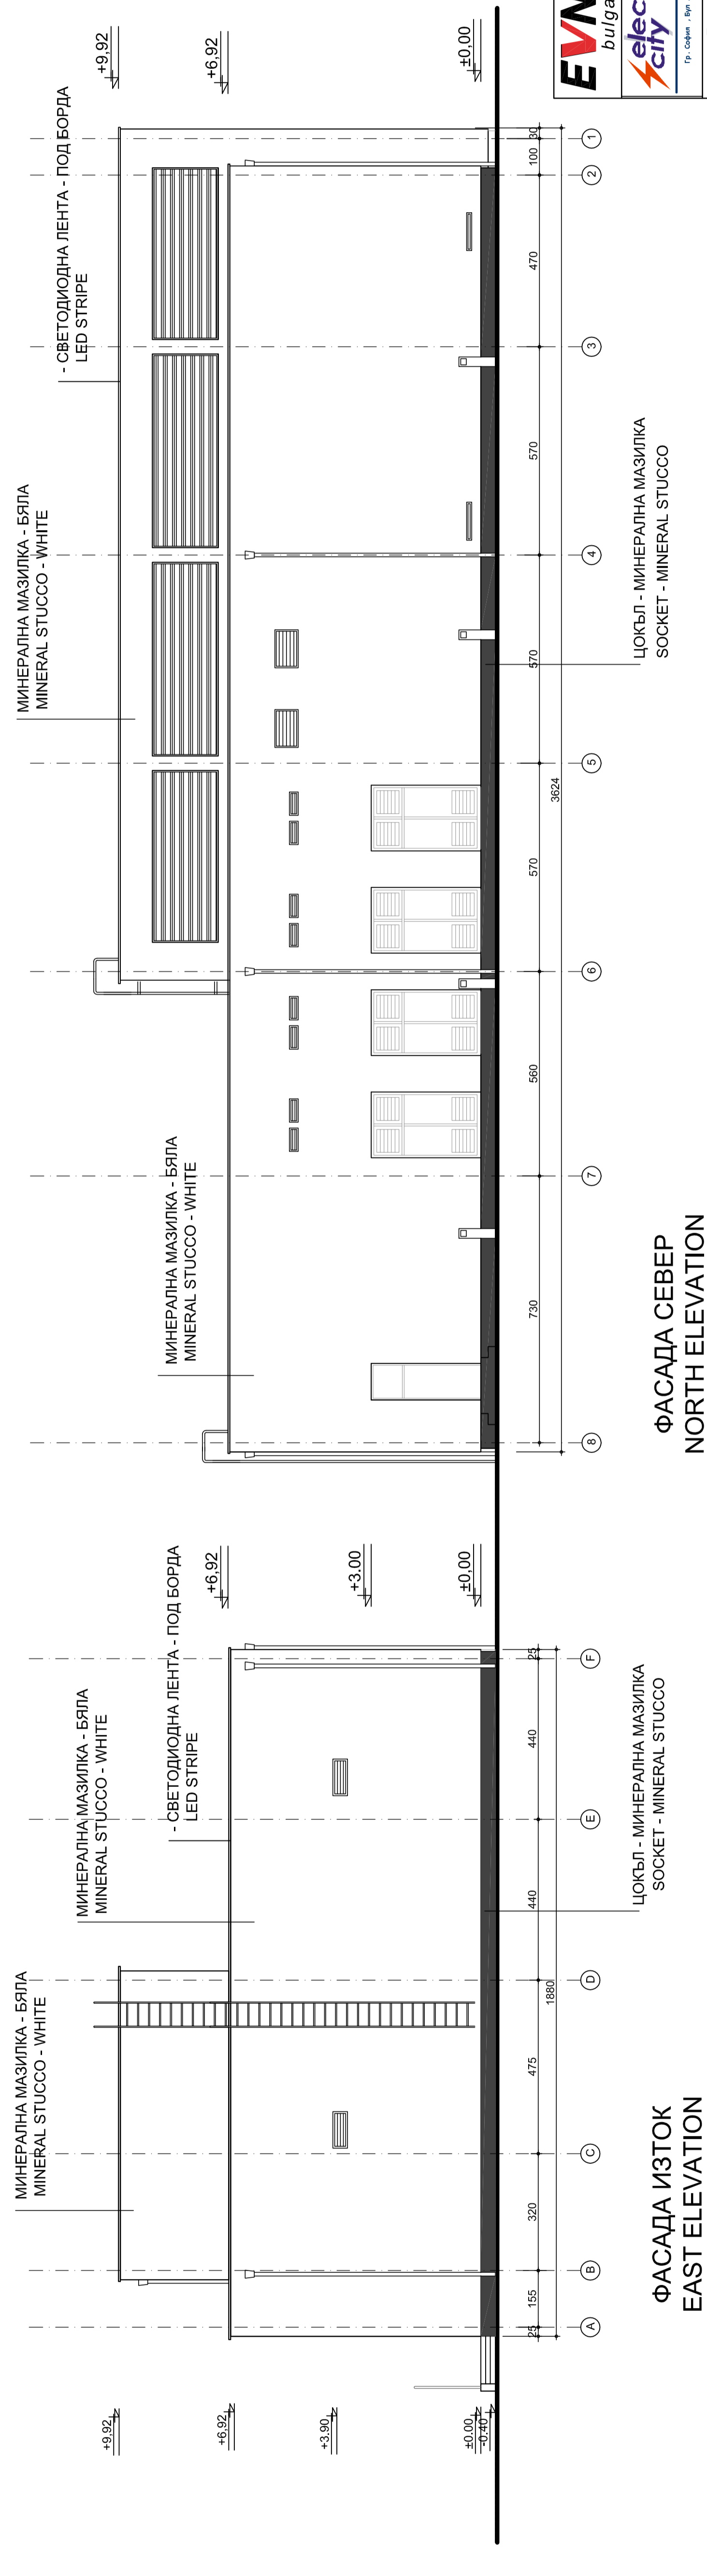 МИНЕРАЛНА МАЗИЛКА - БЯЛА
MINERAL STUCCO - WHITE
МИНЕРАЛНА МАЗИЛКА - БЯЛА
MINERAL STUCCO - WHITE
- СВЕТОДИОДНА ЛЕНТА - ПОД БОРДА
LED STRIPE
+9,92
+6,92
+3.90
±0.00
-0.40
+6,92
+3.00
±0,00
25
155
320
475
440
440
25
1880
A
B
C
D
E
F
ЦОКЪЛ - МИНЕРАЛНА МАЗИЛКА
SOCKET - MINERAL STUCCO
ФАСАДА ИЗТОК
EAST ELEVATION
МИНЕРАЛНА МАЗИЛКА - БЯЛА
MINERAL STUCCO - WHITE
МИНЕРАЛНА МАЗИЛКА - БЯЛА
MINERAL STUCCO - WHITE
- СВЕТОДИОДНА ЛЕНТА - ПОД БОРДА
LED STRIPE
+9,92
+6,92
±0,00
730
560
570
570
570
470
100
30
3624
8
7
6
5
4
3
2
1
ЦОКЪЛ - МИНЕРАЛНА МАЗИЛКА
SOCKET - MINERAL STUCCO
ФАСАДА СЕВЕР
NORTH ELEVATION
EVN
bulga
elec
city
Гр. София , Бул